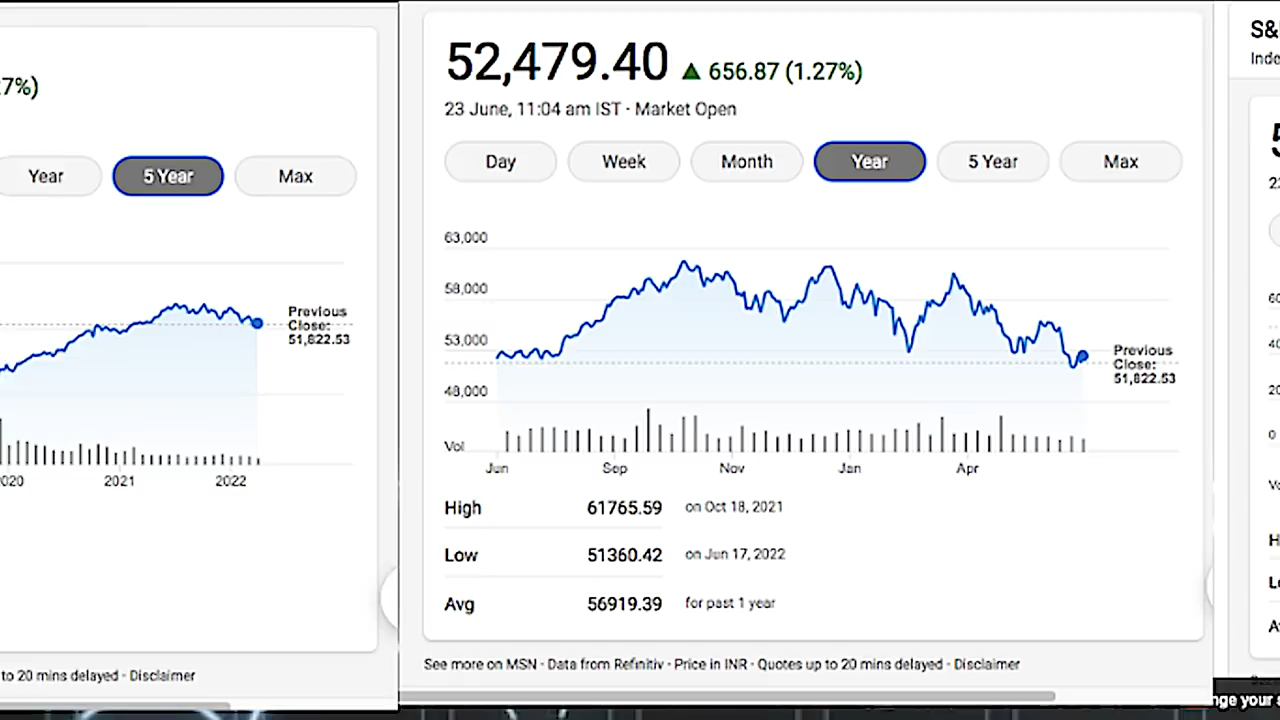 7%)
Year
5 Year
Max
Previous
Close:
51,822.53
2020
2021
2022
to 20 mins delayed · Disclaimer
52,479.40 ▲ 656.87 (1.27%)
23 June, 11:04 am IST · Market Open
Day
Week
Month
Year
5 Year
Max
63,000
58,000
53,000
48,000
Vol
Previous
Close:
51,822.53
Jun
Sep
Nov
Jan
Apr
High 61765.59 on Oct 18, 2021
Low 51360.42 on Jun 17, 2022
Avg 56919.39 for past 1 year
See more on MSN · Data from Refinitiv · Price in INR · Quotes up to 20 mins delayed · Disclaimer
S&
Inde
20
0
nge your s